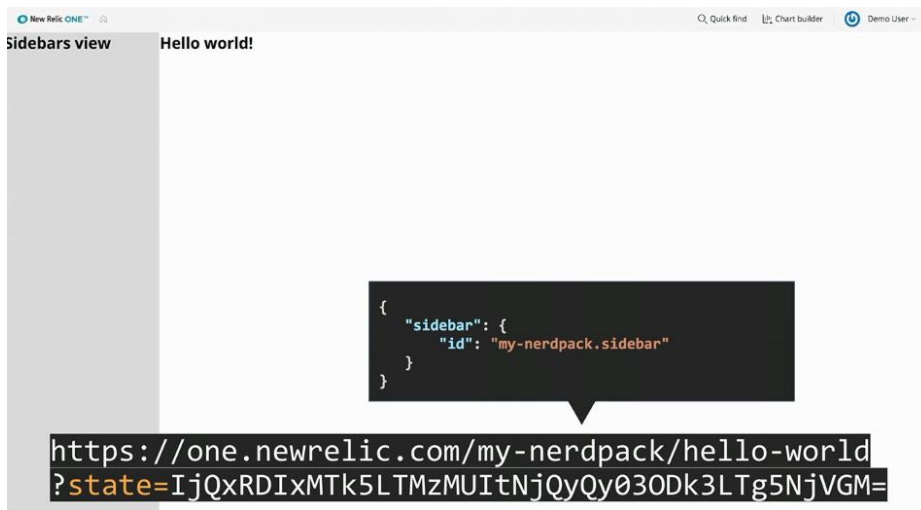 New Relic ONE™
Quick find
Chart builder
Demo User
Sidebars view
Hello world!
{
"sidebar": {
"id": "my-nerdpack.sidebar"
}
}
https://one.newrelic.com/my-nerdpack/hello-world
?state=IjQxRDIxMTk5LTMzMUItNjQyQy03ODk3LTg5NjVGM=